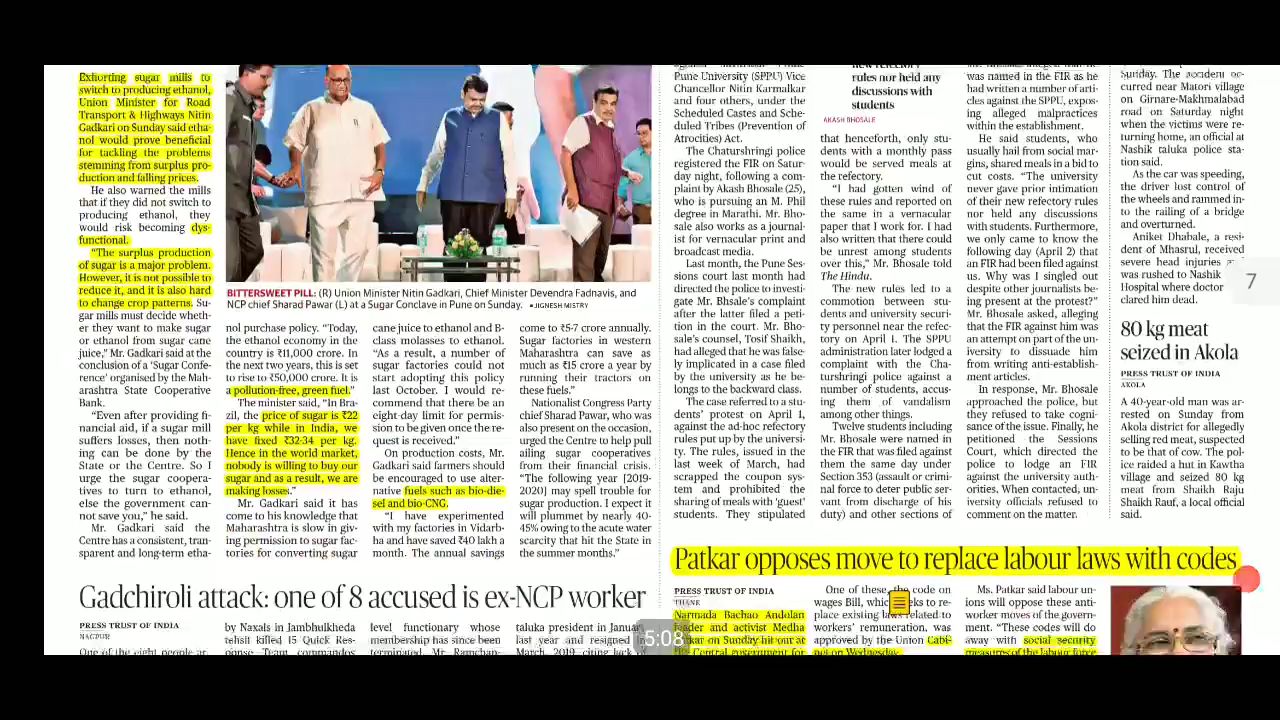 Exhorting sugar mills to
switch to producing ethanol,
Union Minister for Road
Transport & Highways Nitin
Gadkari on Sunday said etha-
nol would prove beneficial
for tackling the problems
stemming from surplus pro-
duction and falling prices.
He also warned the mills
that if they did not switch to
producing ethanol, they
would risk becoming dys-
functional.
"The surplus production
of sugar is a major problem.
However, it is not possible to
reduce it, and it is also hard
to change crop patterns. Su-
gar mills must decide wheth-
er they want to make sugar
or ethanol from sugar cane
juice," Mr. Gadkari said at the
conclusion of a 'Sugar Confe-
rence' organised by the Mah-
arashtra State Cooperative
Bank.
"Even after providing fi-
nancial aid, if a sugar mill
suffers losses, then noth-
ing can be done by the
State or the Centre. So I
urge the sugar coopera-
tives to turn to ethanol,
else the government can
not save you," he said.
Mr. Gadkari said the
Centre has a consistent, tran-
sparent and long-term etha-
BITTERSWEET PILL: (R) Union Minister Nitin Gadkari, Chief Minister Devendra Fadnavis, and
NCP chief Sharad Pawar (L) at a Sugar Conclave in Pune on Sunday. ▪ JIGNESH MISTRY
nol purchase policy. "Today,
the ethanol economy in the
country is ₹11,000 crore. In
the next two years, this is set
to rise to ₹50,000 crore. It is
a pollution-free, green fuel."
The minister said, "In Bra-
zil, the price of sugar is ₹22
per kg while in India, we
have fixed ₹32-34 per kg.
Hence in the world market,
nobody is willing to buy our
sugar and as a result, we are
making losses."
Mr. Gadkari said it has
come to his knowledge that
Maharashtra is slow in giv-
ing permission to sugar fac-
tories for converting sugar
cane juice to ethanol and B-
class molasses to ethanol.
"As a result, a number of
sugar factories could not
start adopting this policy
last October. I would re-
commend that there be an
eight-day limit for permis-
sion to be given once the re-
quest is received."
On production costs, Mr.
Gadkari said farmers should
be encouraged to use alter-
native fuels such as bio-die-
sel and bio-CNG.
"I have experimented
with my factories in Vidarb-
ha and have saved ₹40 lakh a
month. The annual savings
come to ₹5-7 crore annually.
Sugar factories in western
Maharashtra can save as
much as ₹15 crore a year by
running their tractors on
these fuels."
Nationalist Congress Party
chief Sharad Pawar, who was
also present on the occasion,
urged the Centre to help pull
ailing sugar cooperatives
from their financial crisis.
"The following year [2019-
2020] may spell trouble for
sugar production. I expect it
will plummet by nearly 40-
45% owing to the acute water
scarcity that hit the State in
the summer months."
Pune University (SPPU) Vice
Chancellor Nitin Karmalkar
and four others, under the
Scheduled Castes and Sche-
duled Tribes (Prevention of
Atrocities) Act.
The Chaturshringi police
registered the FIR on Satur-
day night, following a com-
plaint by Akash Bhosale (25),
who is pursuing an M. Phil
degree in Marathi. Mr. Bho-
sale also works as a journal-
ist for vernacular print and
broadcast media.
Last month, the Pune Ses-
sions court last month had
directed the police to investi-
gate Mr. Bhsale's complaint
after the latter filed a peti-
tion in the court. Mr. Bho-
sale's counsel, Tosif Shaikh,
had alleged that he was false-
ly implicated in a case filed
by the university as he be-
longs to the backward class.
The case referred to a stu-
dents' protest on April 1,
against the ad-hoc refectory
rules put up by the universi-
ty. The rules, issued in the
last week of March, had
scrapped the coupon sys-
tem and prohibited the
sharing of meals with 'guest'
students. They stipulated
new refectory
rules nor held any
discussions with
students
AKASH BHOSALE
that henceforth, only stu-
dents with a monthly pass
would be served meals at
the refectory.
"I had gotten wind of
these rules and reported on
the same in a vernacular
paper that I work for. I had
also written that there could
be unrest among students
over this," Mr. Bhosale told
The Hindu.
The new rules led to a
commotion between stu-
dents and university securi-
ty personnel near the refec-
tory on April 1. The SPPU
administration later lodged a
complaint with the Cha-
turshringi police against a
number of students, accus-
ing them of vandalism
among other things.
Twelve students including
Mr. Bhosale were named in
the FIR that was filed against
them the same day under
Section 353 (assault or crimi-
nal force to deter public ser-
vant from discharge of his
duty) and other sections of
was named in the FIR as he
had written a number of arti-
cles against the SPPU, expos-
ing alleged malpractices
within the establishment.
He said students, who
usually hail from social mar-
gins, shared meals in a bid to
cut costs. "The university
never gave prior intimation
of their new refectory rules
nor held any discussions
with students. Furthermore,
we only came to know the
following day (April 2) that
an FIR had been filed against
us. Why was I singled out
despite other journalists be-
ing present at the protest?"
Mr. Bhosale asked, alleging
that the FIR against him was
an attempt on part of the un-
iversity to dissuade him
from writing anti-establish-
ment articles.
In response, Mr. Bhosale
approached the police, but
they refused to take cogni-
sance of the issue. Finally, he
petitioned the Sessions
Court, which directed the
police to lodge an FIR
against the university auth-
orities. When contacted, un-
iversity officials refused to
comment on the matter.
Sunday. The accident oc-
curred near Matori village
on Girnare-Makhmalabad
road on Saturday night
when the victims were re-
turning home, an official at
Nashik taluka police sta-
tion said.
As the car was speeding,
the driver lost control of
the wheels and rammed in-
to the railing of a bridge
and overturned.
Aniket Dhabale, a resi-
dent of Mhasrul, received
severe head injuries
was rushed to Nashik
Hospital where doctor
clared him dead.
7
80 kg meat
seized in Akola
PRESS TRUST OF INDIA
AKOLA
A 40-year-old man was ar-
rested on Sunday from
Akola district for allegedly
selling red meat, suspected
to be that of cow. The pol-
ice raided a hut in Kawtha
village and seized 80 kg
meat from Shaikh Raju
Shaikh Rauf, a local official
said.
Gadchiroli attack: one of 8 accused is ex-NCP worker
PRESS TRUST OF INDIA
NAGPUR
One of the eight people ar-
by Naxals in Jambhulkheda
tehsil killed 15 Quick Res-
ponse Team commandos
level functionary whose
membership has since been
terminated. Mr. Ramchan-
taluka president in Januar
last year and resigned in
March, 2019 citing lack of
5:08
Patkar opposes move to replace labour laws with codes
PRESS TRUST OF INDIA
THANE
Narmada Bachao Andolan
leader and activist Medha
Patkar on Sunday hit out at
Central government for
One of these, the code on
wages Bill, which seeks to re-
place existing laws related to
workers' remuneration, was
approved by the Union Cabi-
net on Wednesday.
Ms. Patkar said labour un-
ions will oppose these anti-
worker moves of the govern-
ment. "These codes will do
away with social security
measures of the labour force